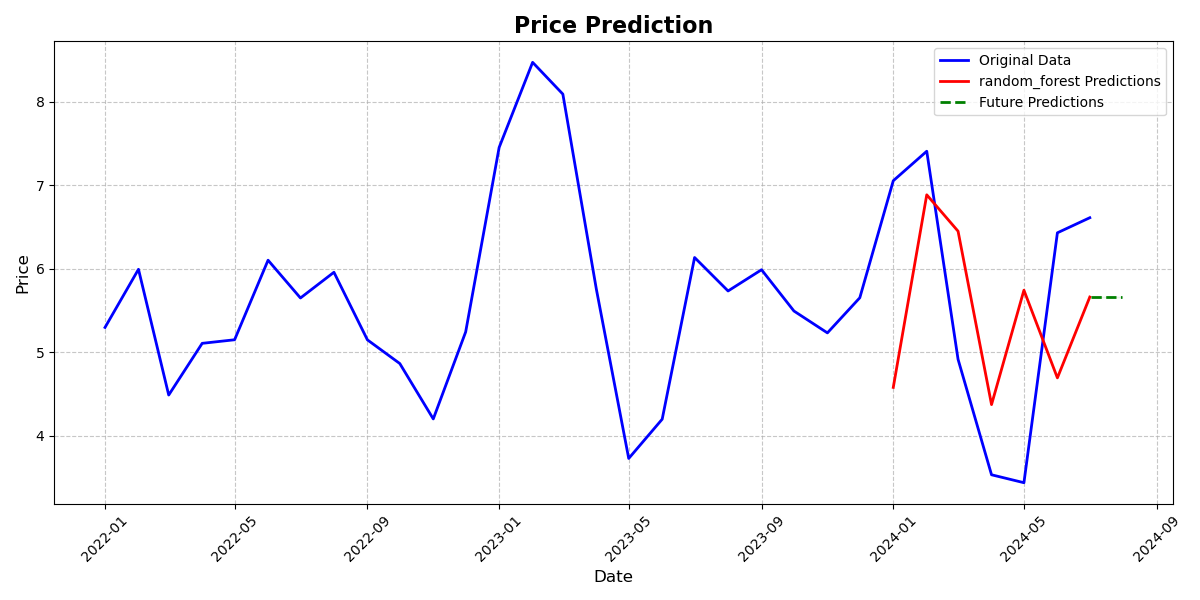 Price Prediction
Original Data
random_forest Predictions
Future Predictions
Price
8
7
6
5
4
2022-01
2022-05
2022-09
2023-01
2023-05
2023-09
2024-01
2024-05
2024-09
Date